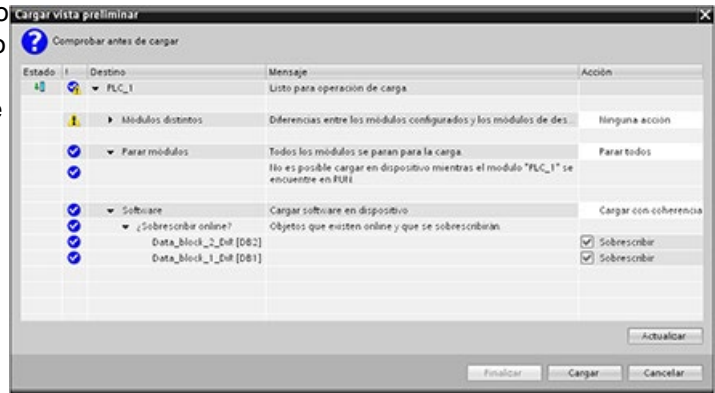 Cargar vista preliminar
Comprobar antes de cargar
Estado ! Destino Mensaje Acción
PLC_1 Listo para operación de carga.
Módulos distintos Diferencias entre los módulos configurados y los módulos de des... Ninguna acción
Parar módulos Todos los módulos se paran para la carga. Parar todos
No es posible cargar en dispositivo mientras el modulo "PLC_1" se
encuentre en RUN.
Software Cargar software en dispositivo Cargar con coherencia
¿Sobrescribir online? Objetos que existen online y que se sobrescribirán.
Data_block_2_DrR [DB2] Sobrescribir
Data_block_1_DrR [DB1] Sobrescribir
Actualizar
Finalizar Cargar Cancelar